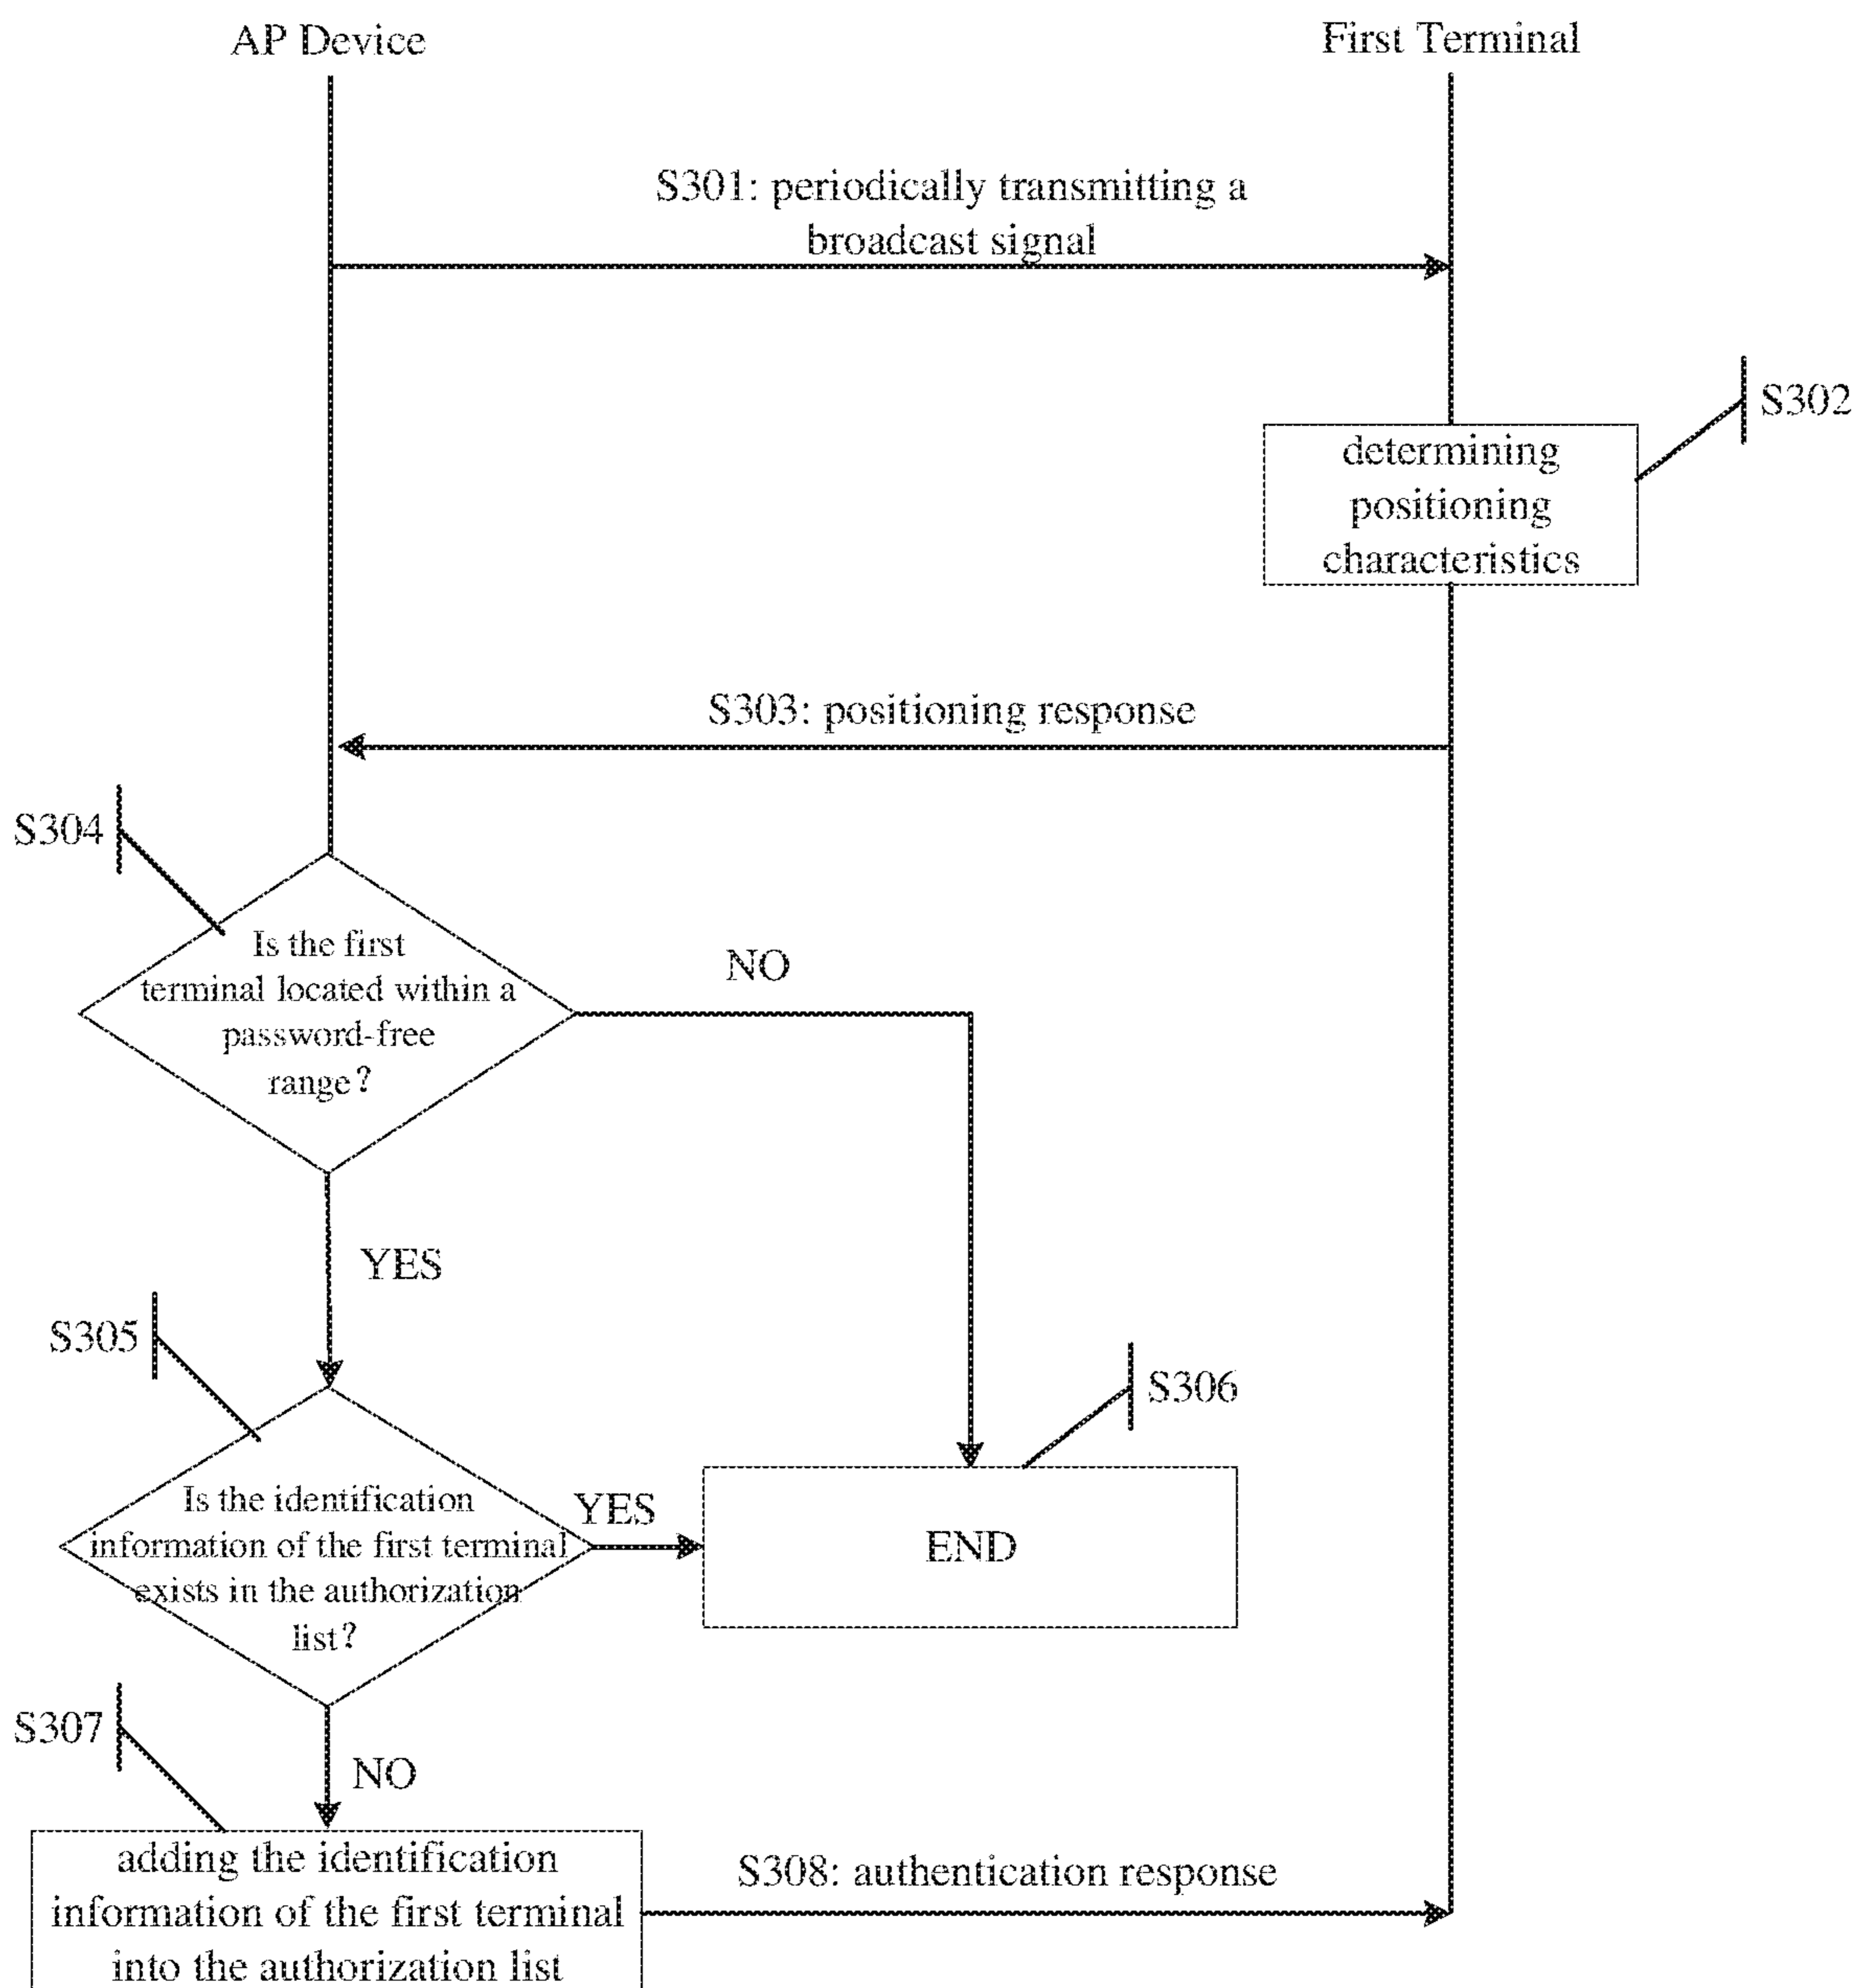 AP Device
First Terminal
S301: periodically transmitting a
broadcast signal
S302
determining
positioning
characteristics
S303: positioning response
S304
Is the first
terminal located within a
password-free
range?
NO
YES
S305
S306
Is the identification
information of the first terminal
exists in the authorization
list?
YES
END
S307
NO
adding the identification
information of the first terminal
into the authorization list
S308: authentication response